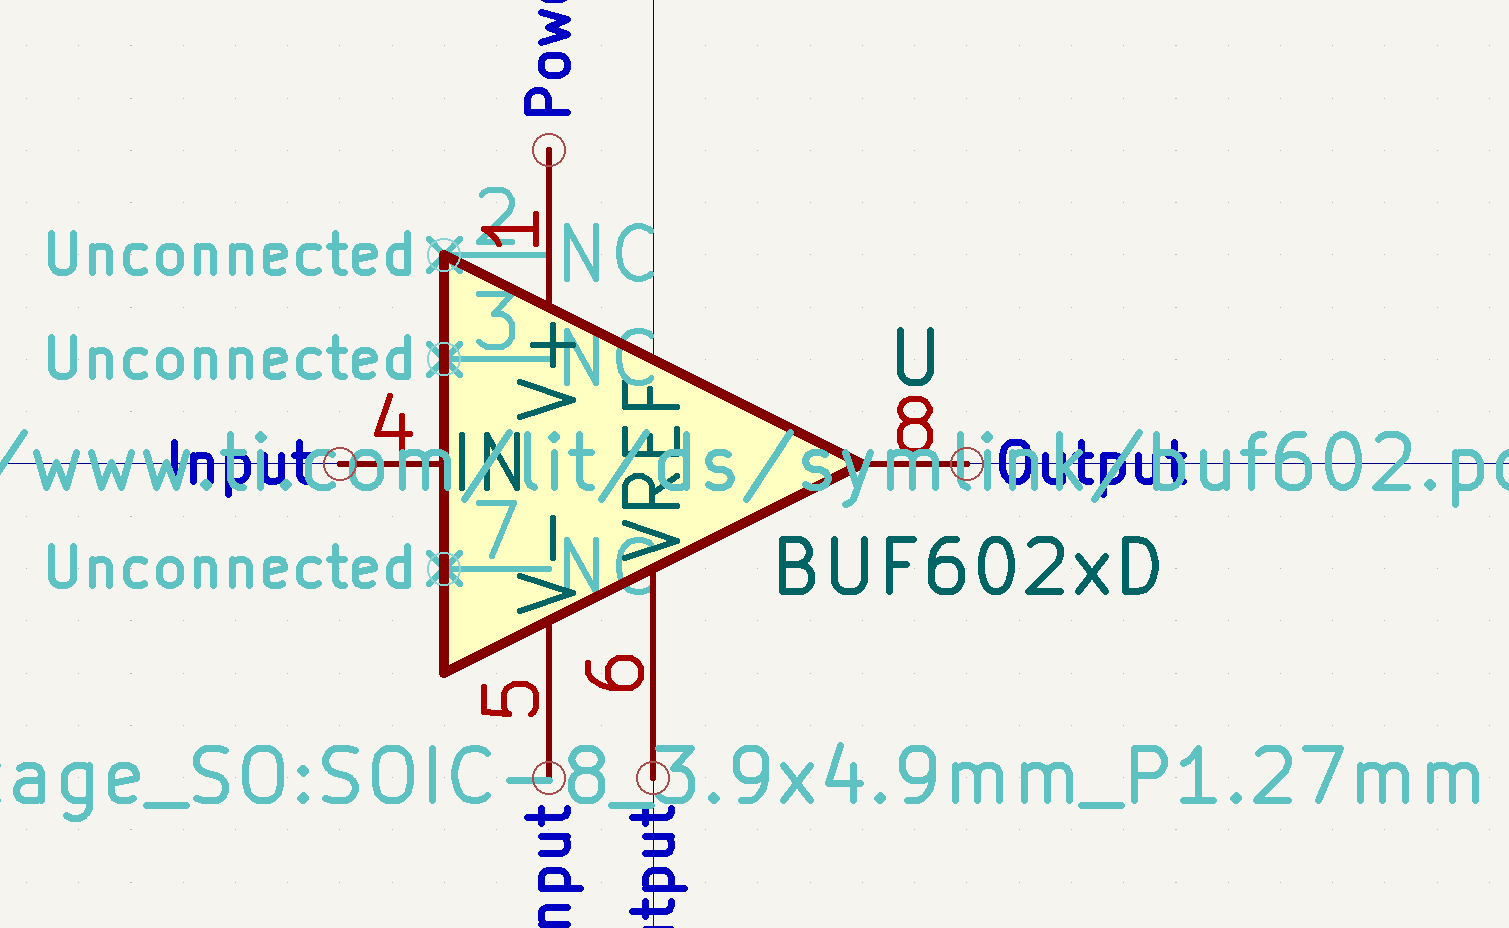 Powe
2
1
Unconnected
NC
3
Unconnected
NC
V+
U
VREF
4
8
Input
IN
Output
/www.ti.com/lit/ds/symlink/buf602.pd
7
Unconnected
NC
V-
BUF602xD
5
6
kage_SO:SOIC-8_3.9x4.9mm_P1.27mm
nput
tput